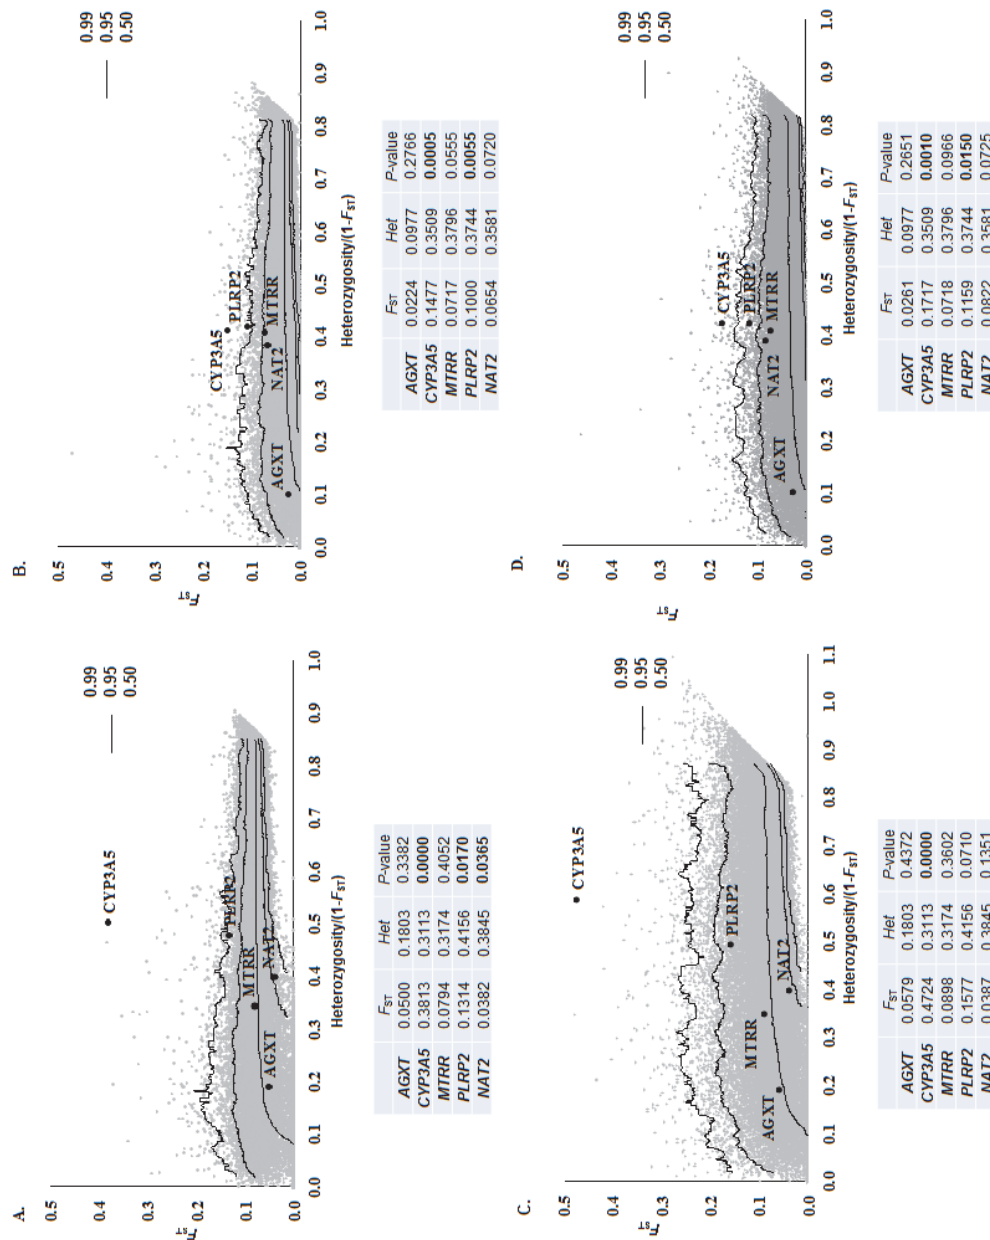 A.
0.5
0.4
0.3
0.2
0.1
0.0
F_ST
0.99
0.95
0.50
CYP3A5
PLRP2
MTRR
NAT2
AGXT
0.0 0.1 0.2 0.3 0.4 0.5 0.6 0.7 0.8 0.9 1.0
Heterozygosity/(1-F_ST)
F_ST Het P-value
AGXT 0.0500 0.1803 0.3382
CYP3A5 0.3813 0.3113 0.0000
MTRR 0.0794 0.3174 0.4052
PLRP2 0.1314 0.4156 0.0170
NAT2 0.0382 0.3845 0.0365
B.
0.5
0.4
0.3
0.2
0.1
0.0
F_ST
0.99
0.95
0.50
CYP3A5
PLRP2
MTRR
NAT2
AGXT
0.0 0.1 0.2 0.3 0.4 0.5 0.6 0.7 0.8 0.9 1.0
Heterozygosity/(1-F_ST)
F_ST Het P-value
AGXT 0.0224 0.0977 0.2766
CYP3A5 0.1477 0.3509 0.0005
MTRR 0.0717 0.3796 0.0555
PLRP2 0.1000 0.3744 0.0055
NAT2 0.0654 0.3581 0.0720
C.
0.5
0.4
0.3
0.2
0.1
0.0
F_ST
0.99
0.95
0.50
CYP3A5
PLRP2
MTRR
NAT2
AGXT
0.0 0.1 0.2 0.3 0.4 0.5 0.6 0.7 0.8 0.9 1.0 1.1
Heterozygosity/(1-F_ST)
F_ST Het P-value
AGXT 0.0579 0.1803 0.4372
CYP3A5 0.4724 0.3113 0.0000
MTRR 0.0898 0.3174 0.3602
PLRP2 0.1577 0.4156 0.0710
NAT2 0.0387 0.3845 0.1351
D.
0.5
0.4
0.3
0.2
0.1
0.0
F_ST
0.99
0.95
0.50
CYP3A5
PLRP2
MTRR
NAT2
AGXT
0.0 0.1 0.2 0.3 0.4 0.5 0.6 0.7 0.8 0.9 1.0
Heterozygosity/(1-F_ST)
F_ST Het P-value
AGXT 0.0261 0.0977 0.2651
CYP3A5 0.1717 0.3509 0.0010
MTRR 0.0718 0.3796 0.0966
PLRP2 0.1159 0.3744 0.0150
NAT2 0.0822 0.3581 0.0725